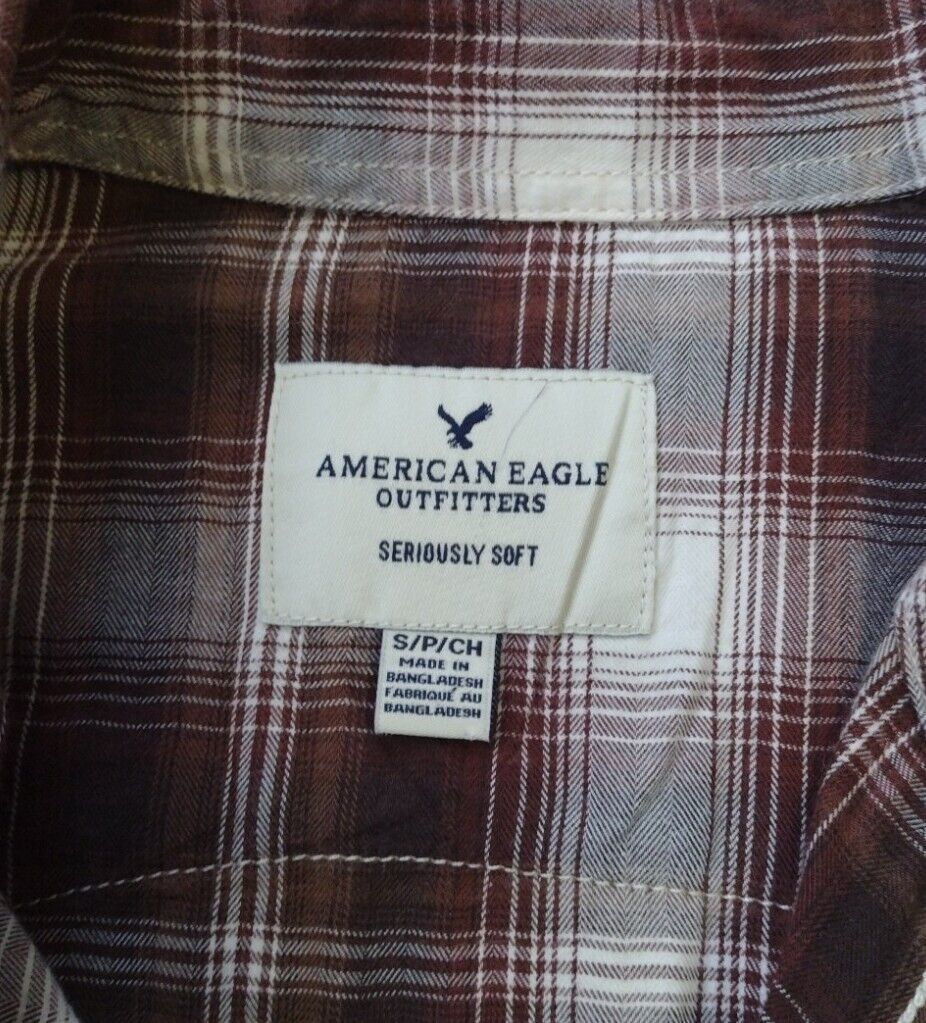 AMERICAN EAGLE
OUTFITTERS
SERIOUSLY SOFT
S/P/CH
MADE IN
BANGLADESH
FABRIQUÉ AU
BANGLADESH